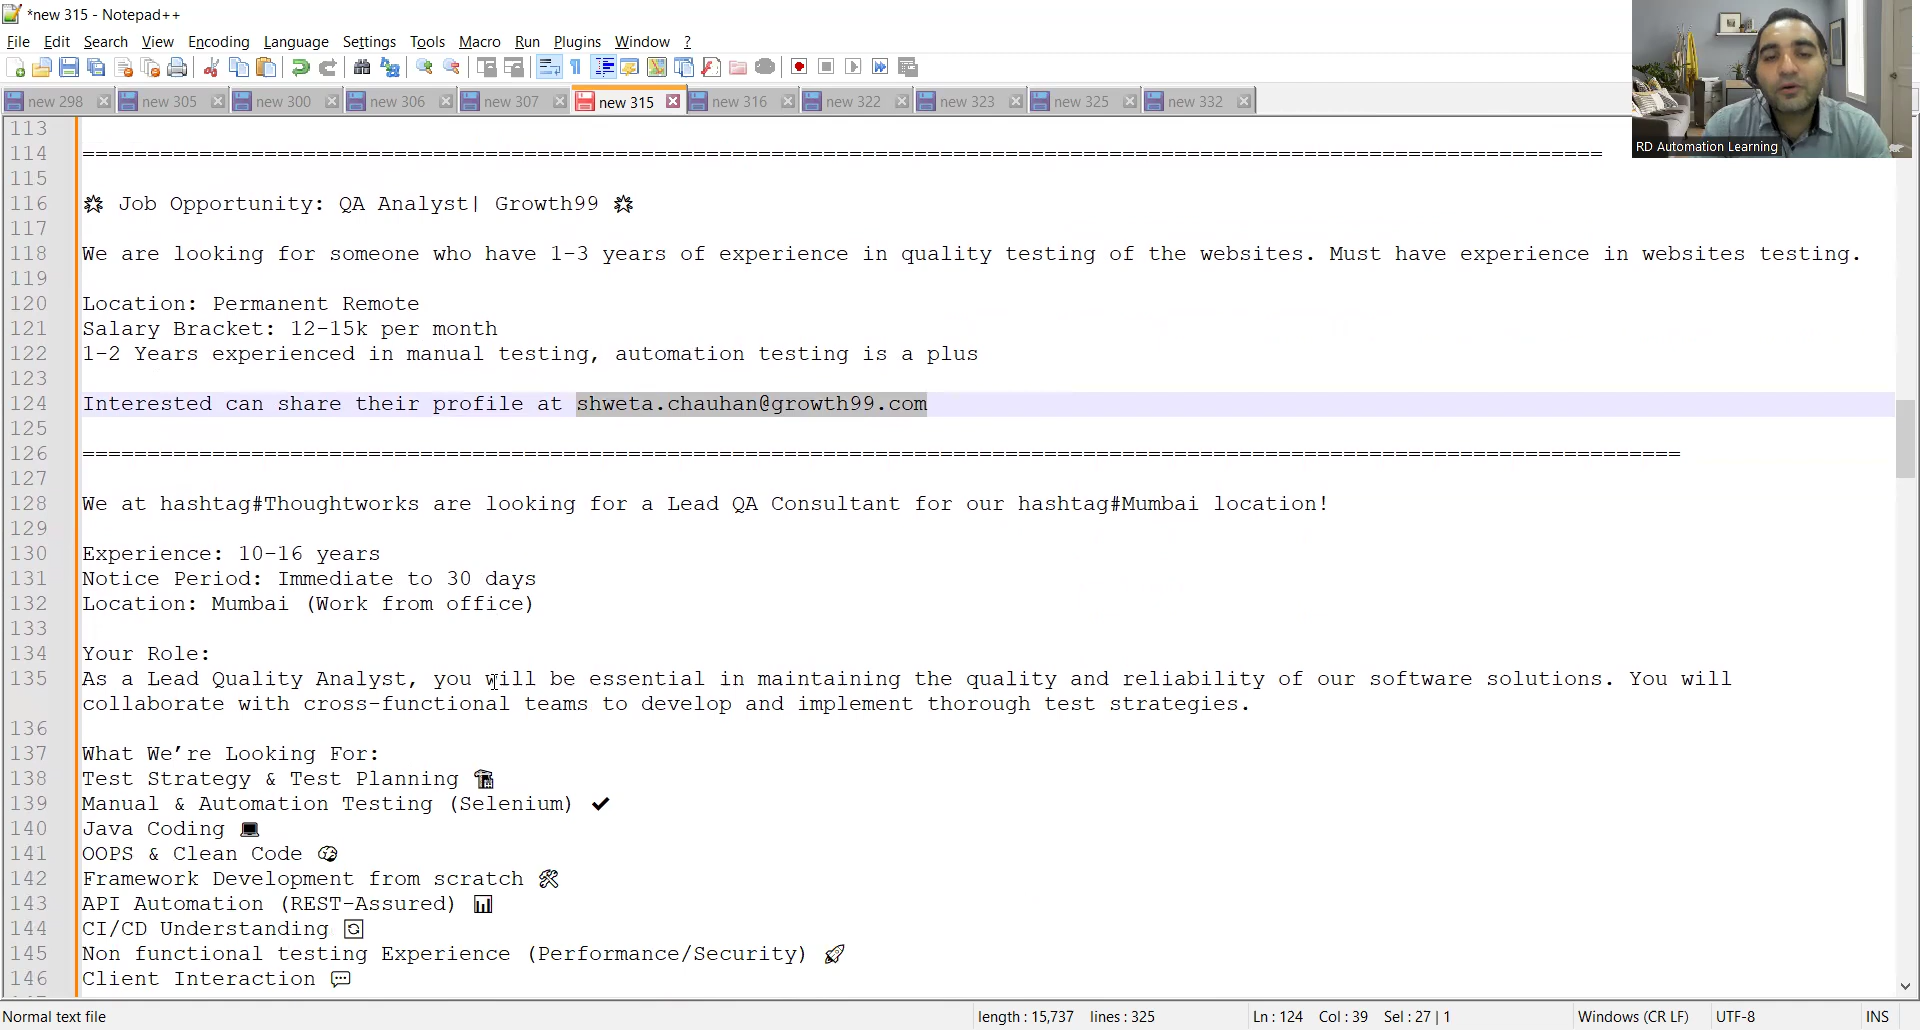 *new 315 - Notepad++
File Edit Search View Encoding Language Settings Tools Macro Run Plugins Window ?
new 298 new 305 new 300 new 306 new 307 new 315 new 316 new 322 new 323 new 325 new 332
RD Automation Learning
113
114 =====================================================================================================================
115
116 🌟 Job Opportunity: QA Analyst| Growth99 🌟
117
118 We are looking for someone who have 1-3 years of experience in quality testing of the websites. Must have experience in websites testing.
119
120 Location: Permanent Remote
121 Salary Bracket: 12-15k per month
122 1-2 Years experienced in manual testing, automation testing is a plus
123
124 Interested can share their profile at shweta.chauhan@growth99.com
125
126 ===========================================================================================================================
127
128 We at hashtag#Thoughtworks are looking for a Lead QA Consultant for our hashtag#Mumbai location!
129
130 Experience: 10-16 years
131 Notice Period: Immediate to 30 days
132 Location: Mumbai (Work from office)
133
134 Your Role:
135 As a Lead Quality Analyst, you will be essential in maintaining the quality and reliability of our software solutions. You will
collaborate with cross-functional teams to develop and implement thorough test strategies.
136
137 What We’re Looking For:
138 Test Strategy & Test Planning 🏗
139 Manual & Automation Testing (Selenium) ✔
140 Java Coding 💻
141 OOPS & Clean Code 🎲
142 Framework Development from scratch 🛠
143 API Automation (REST-Assured) 📊
144 CI/CD Understanding 🔄
145 Non functional testing Experience (Performance/Security) 🚀
146 Client Interaction 💬
Normal text file length : 15,737 lines : 325 Ln : 124 Col : 39 Sel : 27 | 1 Windows (CR LF) UTF-8 INS